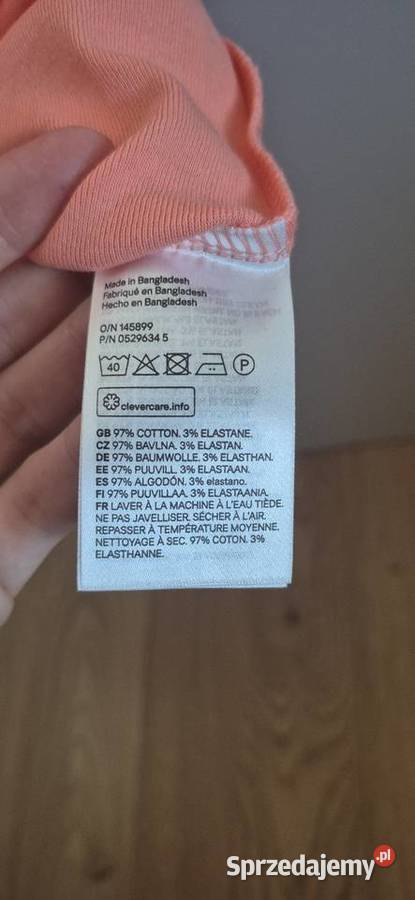 Made in Bangladesh
Fabriqué en Bangladesh
Hecho en Bangladesh
O/N 145899
P/N 0529634 5
40
P
clevercare.info
GB 97% COTTON. 3% ELASTANE.
CZ 97% BAVLNA. 3% ELASTAN.
DE 97% BAUMWOLLE. 3% ELASTHAN.
EE 97% PUUVILL. 3% ELASTAAN.
ES 97% ALGODÓN. 3% elastano.
FI 97% PUUVILLAA. 3% ELASTAANIA.
FR LAVER À LA MACHINE À L'EAU TIÈDE.
NE PAS JAVELLISER. SÉCHER À L'AIR.
REPASSER À TEMPÉRATURE MOYENNE.
NETTOYAGE À SEC. 97% COTON. 3%
ELASTHANNE.
Sprzedajemy.pl